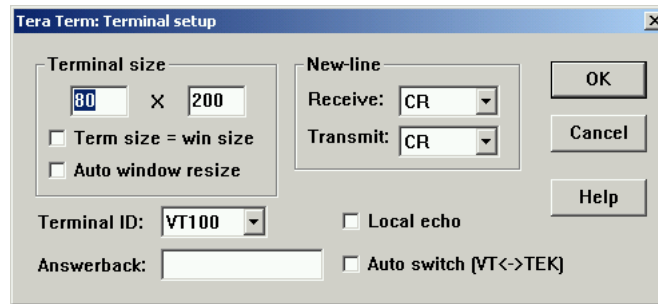 Tera Term: Terminal setup
Terminal size
80 X 200
Term size = win size
Auto window resize
New-line
Receive: CR
Transmit: CR
OK
Cancel
Help
Terminal ID: VT100
Local echo
Answerback:
Auto switch (VT<->TEK)